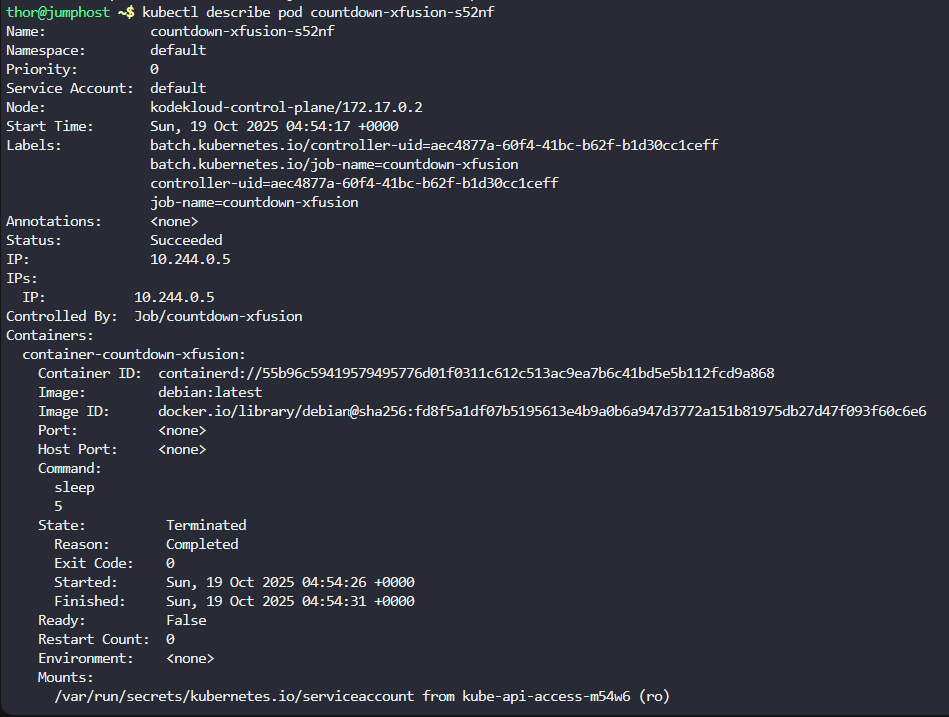 thor@jumphost ~$ kubectl describe pod countdown-xfusion-s52nf
Name:             countdown-xfusion-s52nf
Namespace:        default
Priority:         0
Service Account:  default
Node:             kodekloud-control-plane/172.17.0.2
Start Time:       Sun, 19 Oct 2025 04:54:17 +0000
Labels:           batch.kubernetes.io/controller-uid=aec4877a-60f4-41bc-b62f-b1d30cc1ceff
                  batch.kubernetes.io/job-name=countdown-xfusion
                  controller-uid=aec4877a-60f4-41bc-b62f-b1d30cc1ceff
                  job-name=countdown-xfusion
Annotations:      <none>
Status:           Succeeded
IP:               10.244.0.5
IPs:
  IP:           10.244.0.5
Controlled By:  Job/countdown-xfusion
Containers:
  container-countdown-xfusion:
    Container ID:  containerd://55b96c59419579495776d01f0311c612c513ac9ea7b6c41bd5e5b112fcd9a868
    Image:         debian:latest
    Image ID:      docker.io/library/debian@sha256:fd8f5a1df07b5195613e4b9a0b6a947d3772a151b81975db27d47f093f60c6e6
    Port:          <none>
    Host Port:     <none>
    Command:
      sleep
      5
    State:          Terminated
      Reason:       Completed
      Exit Code:    0
      Started:      Sun, 19 Oct 2025 04:54:26 +0000
      Finished:     Sun, 19 Oct 2025 04:54:31 +0000
    Ready:          False
    Restart Count:  0
    Environment:    <none>
    Mounts:
      /var/run/secrets/kubernetes.io/serviceaccount from kube-api-access-m54w6 (ro)